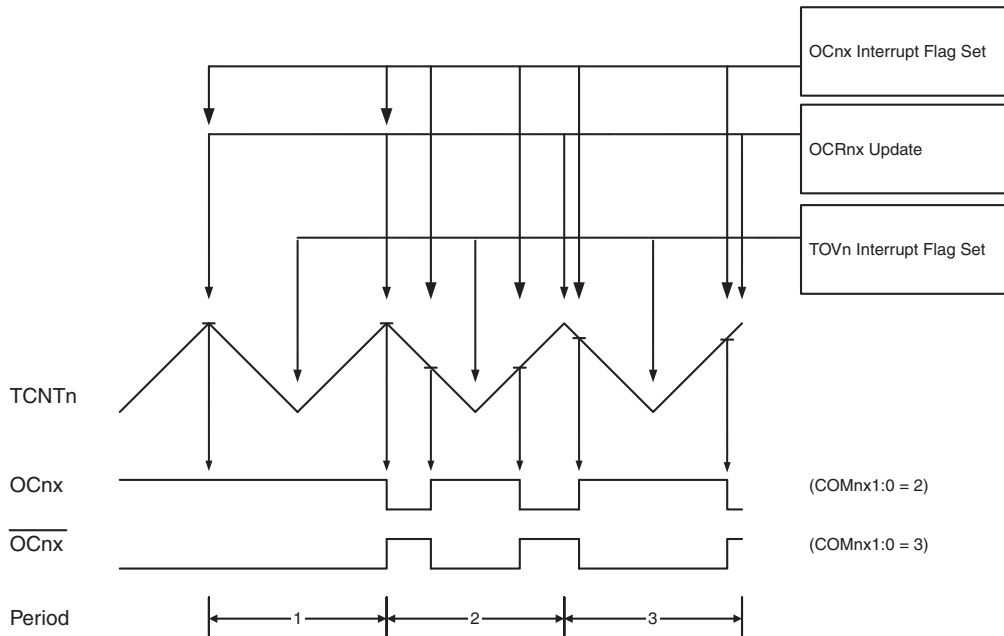 OCnx Interrupt Flag Set
OCRnx Update
TOVn Interrupt Flag Set
TCNTn
OCnx (COMnx1:0 = 2)
OCnx (COMnx1:0 = 3)
Period 1 2 3